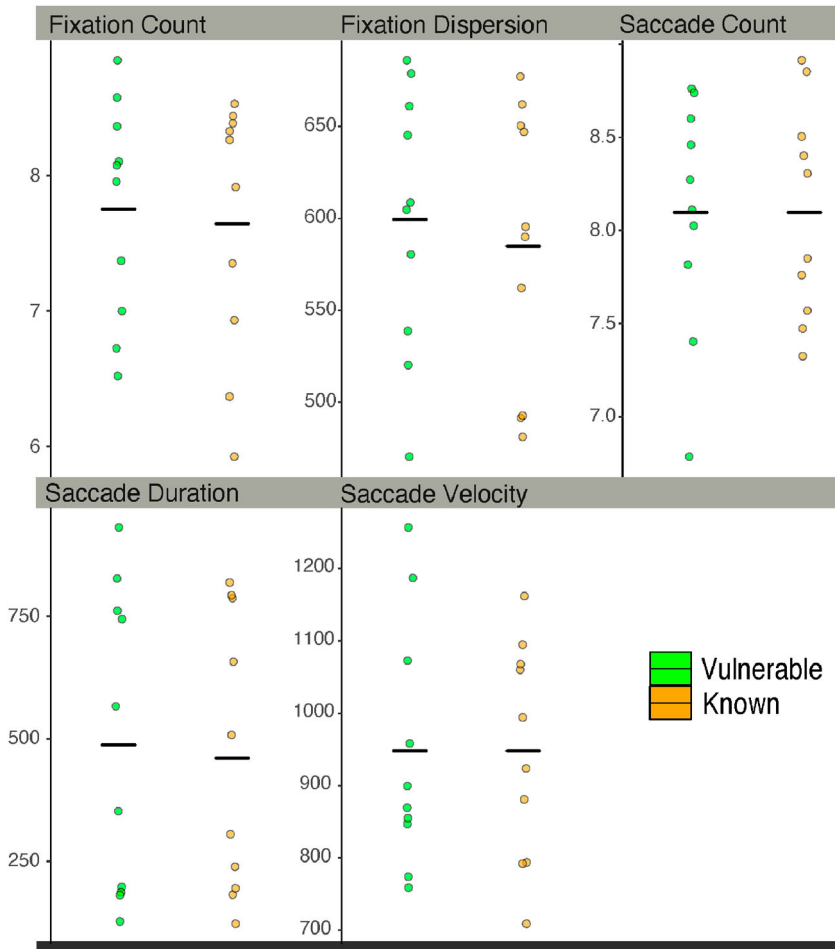 Fixation Count
Fixation Dispersion
Saccade Count
8
7
6
650
600
550
500
8.5
8.0
7.5
7.0
Saccade Duration
Saccade Velocity
750
500
250
1200
1100
1000
900
800
700
Vulnerable
Known